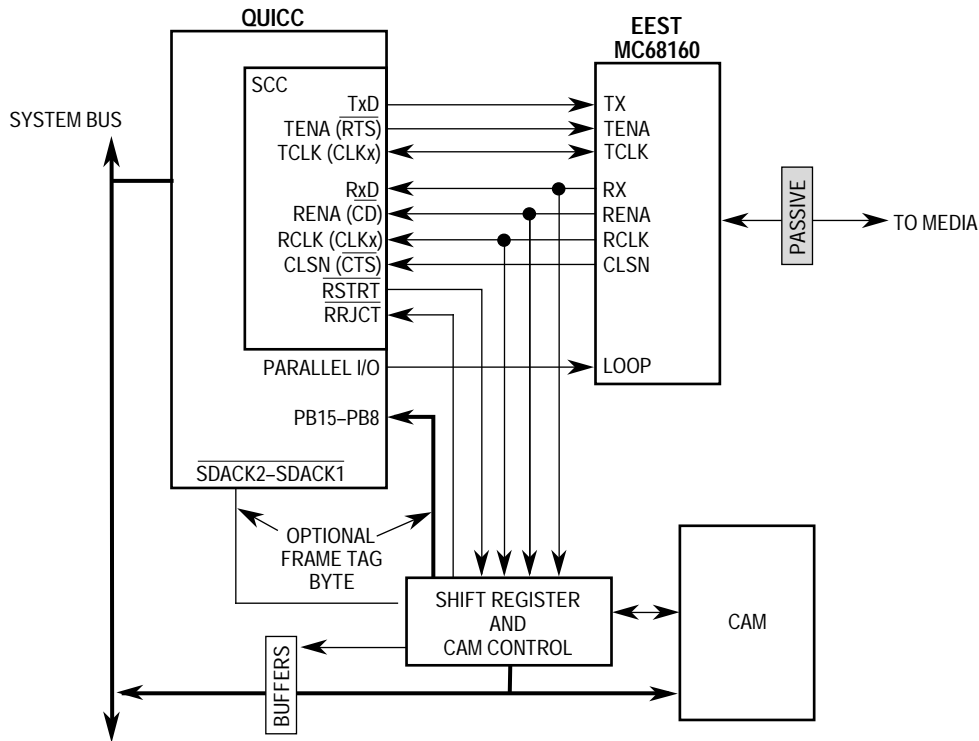 QUICC
EEST
MC68160
SCC
SYSTEM BUS
TxD
TENA (RTS)
TCLK (CLKx)
RxD
RENA (CD)
RCLK (CLKx)
CLSN (CTS)
RSTRT
RRJCT
PARALLEL I/O
PB15–PB8
SDACK2–SDACK1
TX
TENA
TCLK
RX
RENA
RCLK
CLSN
LOOP
PASSIVE
TO MEDIA
OPTIONAL
FRAME TAG
BYTE
SHIFT REGISTER
AND
CAM CONTROL
CAM
BUFFERS